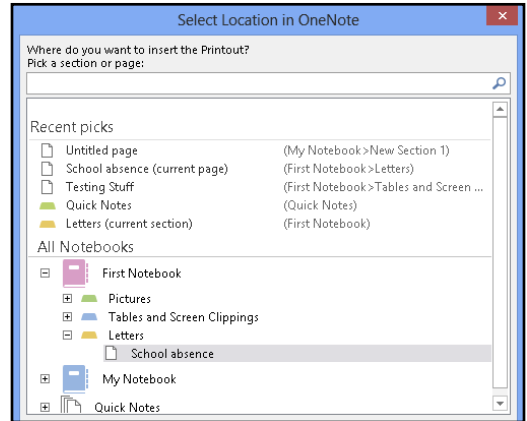 Select Location in OneNote
Where do you want to insert the Printout?
Pick a section or page:
Recent picks
Untitled page (My Notebook>New Section 1)
School absence (current page) (First Notebook>Letters)
Testing Stuff (First Notebook>Tables and Screen ...
Quick Notes (Quick Notes)
Letters (current section) (First Notebook)
All Notebooks
First Notebook
Pictures
Tables and Screen Clippings
Letters
School absence
My Notebook
Quick Notes